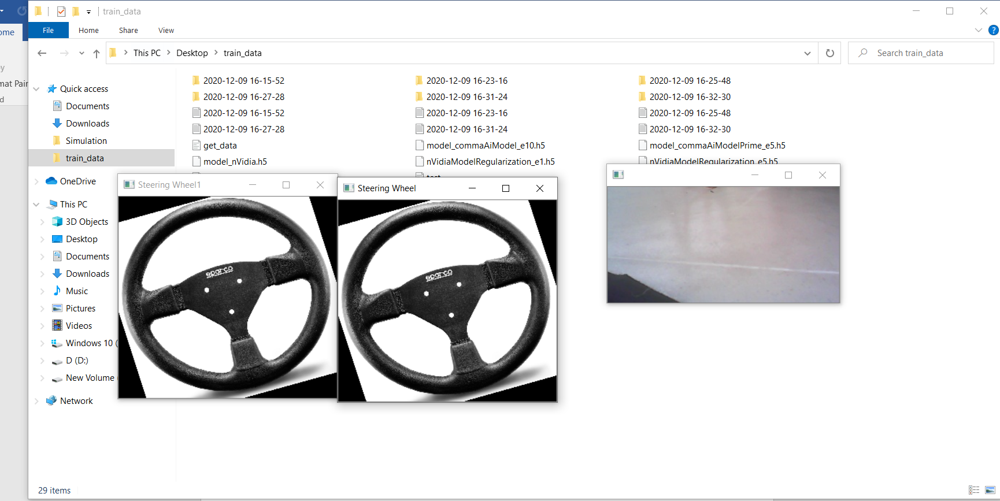 train_data
ome
File Home Share View
?
This PC Desktop train_data
Search train_data
mat Pair
Quick access
Documents
Downloads
Simulation
train_data
OneDrive
This PC
3D Objects
Desktop
Documents
Downloads
Music
Pictures
Videos
Windows 10 (
D (D:)
New Volume
Network
2020-12-09 16-15-52 2020-12-09 16-23-16 2020-12-09 16-25-48
2020-12-09 16-27-28 2020-12-09 16-31-24 2020-12-09 16-32-30
2020-12-09 16-15-52 2020-12-09 16-23-16 2020-12-09 16-25-48
2020-12-09 16-27-28 2020-12-09 16-31-24 2020-12-09 16-32-30
get_data model_commaAiModel_e10.h5 model_commaAiModelPrime_e5.h5
model_nVidia.h5 nVidiaModelRegularization_e1.h5 nVidiaModelRegularization_e5.h5
Steering Wheel1
sparco
Steering Wheel
sparco
29 items